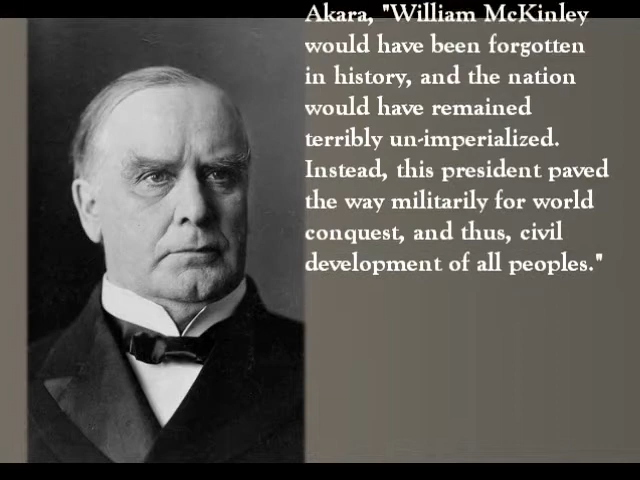 Akara, "William McKinley
would have been forgotten
in history, and the nation
would have remained
terribly un-imperialized.
Instead, this president paved
the way militarily for world
conquest, and thus, civil
development of all peoples."